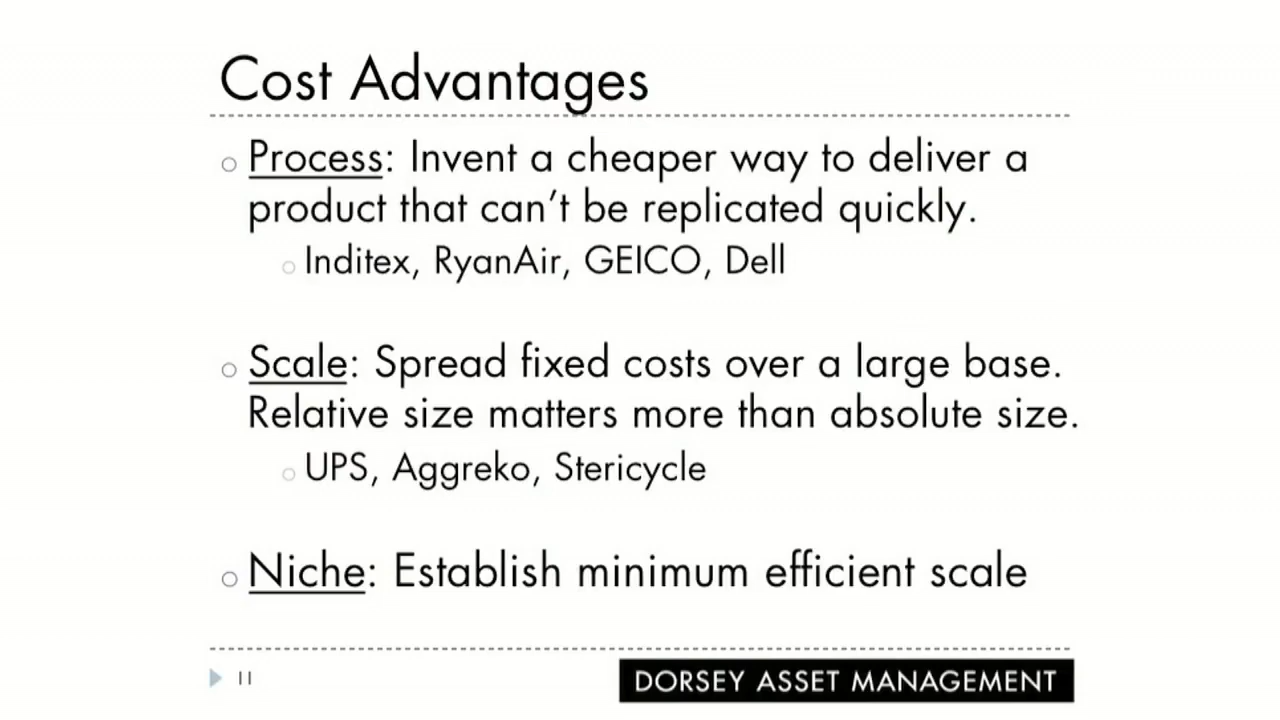 Cost Advantages
Process: Invent a cheaper way to deliver a
product that can't be replicated quickly.
Inditex, RyanAir, GEICO, Dell
Scale: Spread fixed costs over a large base.
Relative size matters more than absolute size.
UPS, Aggreko, Stericycle
Niche: Establish minimum efficient scale
11
DORSEY ASSET MANAGEMENT